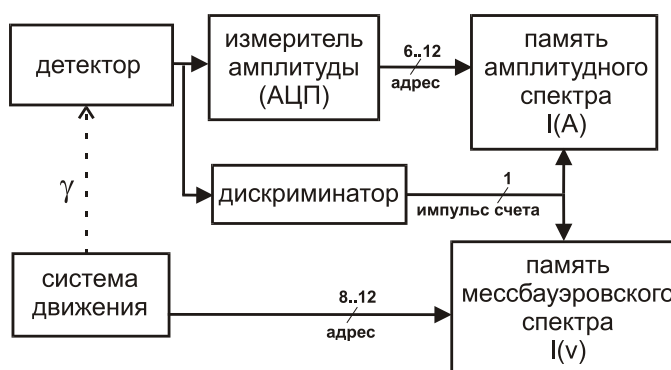 детектор
измеритель
амплитуды
(АЦП)
6..12
адрес
память
амплитудного
спектра
I(A)
γ
дискриминатор
1
импульс счета
система
движения
8..12
адрес
память
мессбауэровского
спектра
I(v)